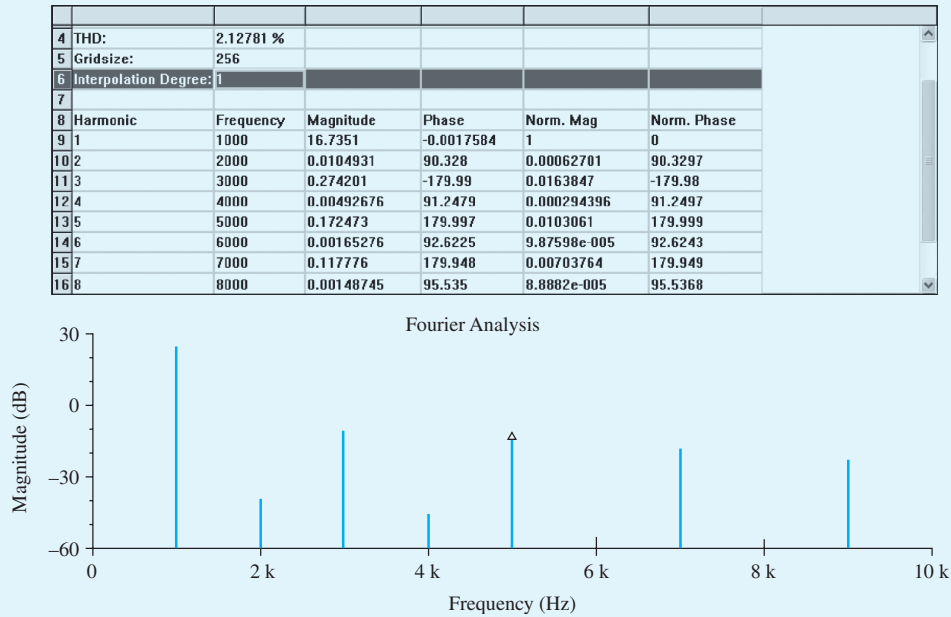 4 THD: 2.12781 %
5 Gridsize: 256
6 Interpolation Degree: 1
7
8 Harmonic Frequency Magnitude Phase Norm. Mag Norm. Phase
9 1 1000 16.7351 -0.0017584 1 0
10 2 2000 0.0104931 90.328 0.00062701 90.3297
11 3 3000 0.274201 -179.99 0.0163847 -179.98
12 4 4000 0.00492676 91.2479 0.000294396 91.2497
13 5 5000 0.172473 179.997 0.0103061 179.999
14 6 6000 0.00165276 92.6225 9.87598e-005 92.6243
15 7 7000 0.117776 179.948 0.00703764 179.949
16 8 8000 0.00148745 95.535 8.8882e-005 95.5368
Fourier Analysis
30
0
–30
–60
Magnitude (dB)
0 2 k 4 k 6 k 8 k 10 k
Frequency (Hz)